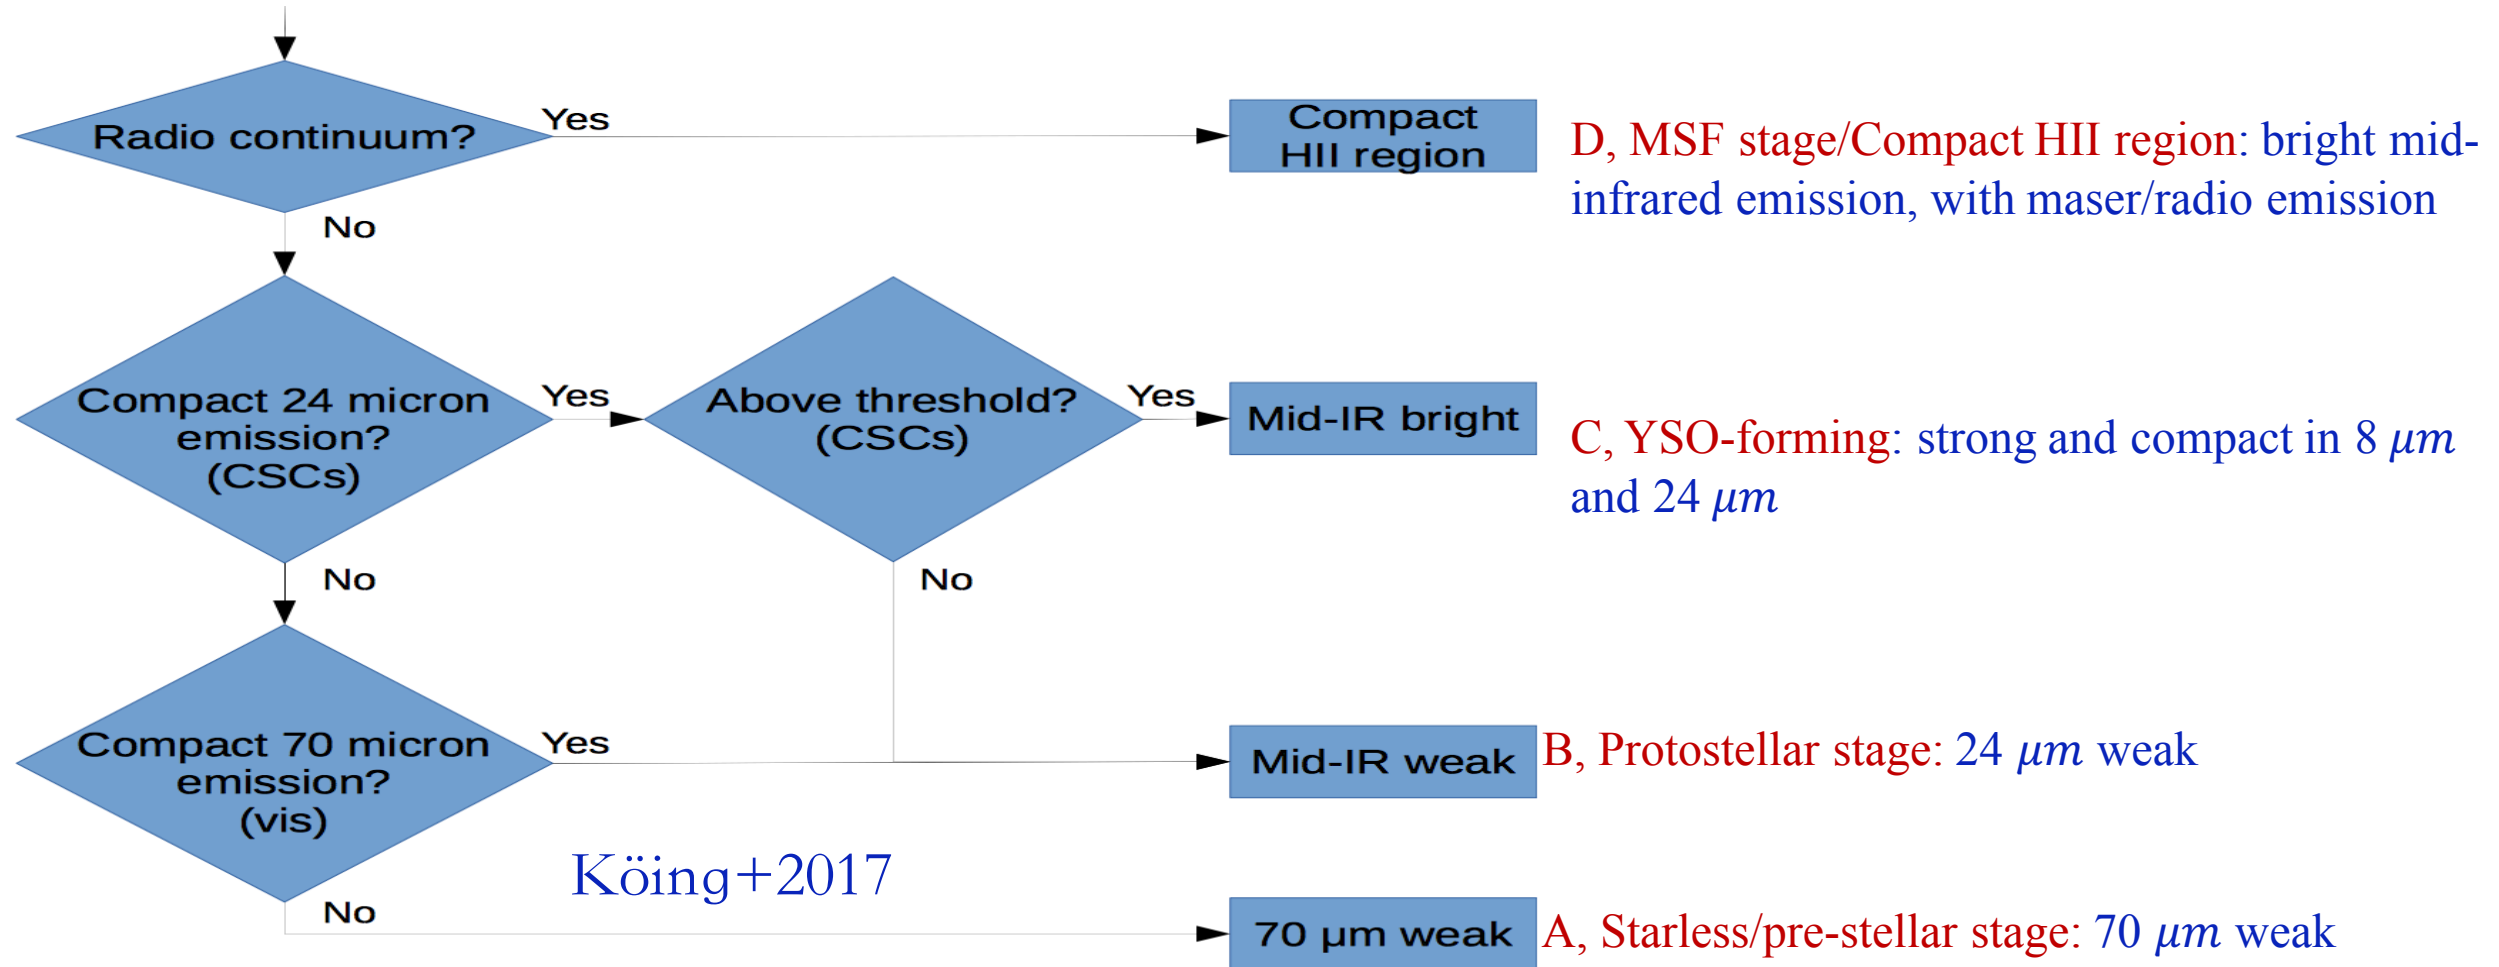 Radio continuum?
Yes
Compact
HII region
D, MSF stage/Compact HII region: bright mid-
infrared emission, with maser/radio emission
No
Compact 24 micron
emission?
(CSCs)
Yes
Above threshold?
(CSCs)
Yes
Mid-IR bright
C, YSO-forming: strong and compact in 8 μm
and 24 μm
No
No
Compact 70 micron
emission?
(vis)
Yes
Mid-IR weak
B, Protostellar stage: 24 μm weak
Köing+2017
No
70 μm weak
A, Starless/pre-stellar stage: 70 μm weak